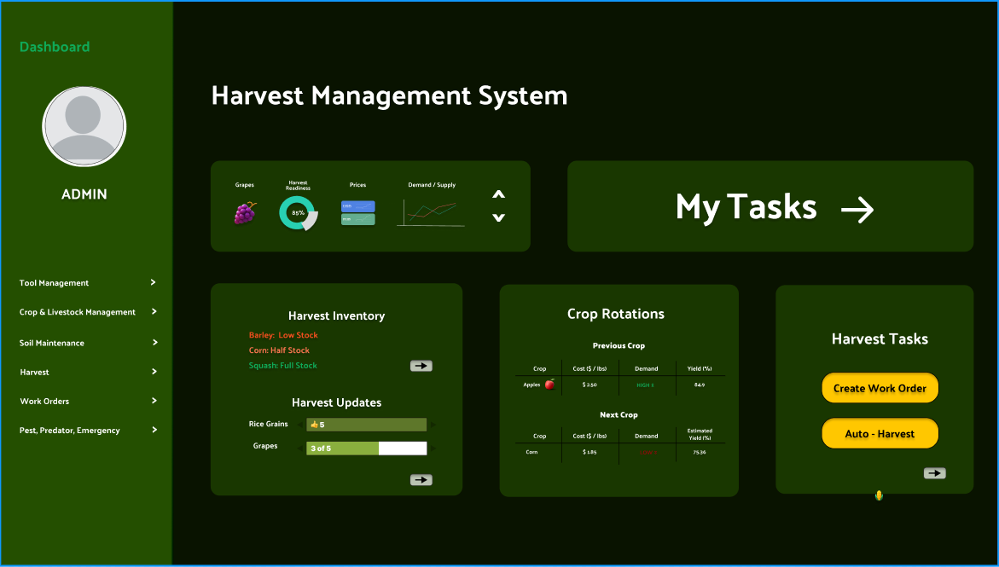 Dashboard
ADMIN
Tool Management
Crop & Livestock Management
Soil Maintenance
Harvest
Work Orders
Pest, Predator, Emergency
Harvest Management System
Grapes
Harvest
Readiness
85%
Prices
Demand / Supply
My Tasks
Harvest Inventory
Barley: Low Stock
Corn: Half Stock
Squash: Full Stock
Harvest Updates
Rice Grains 5
Grapes 3 of 5
Crop Rotations
Previous Crop
Crop Cost ($ / lbs) Demand Yield (%)
Apples $ 2.50 HIGH 84.9
Next Crop
Crop Cost ($ / lbs) Demand Estimated Yield (%)
Corn $ 1.85 75.36
Harvest Tasks
Create Work Order
Auto - Harvest